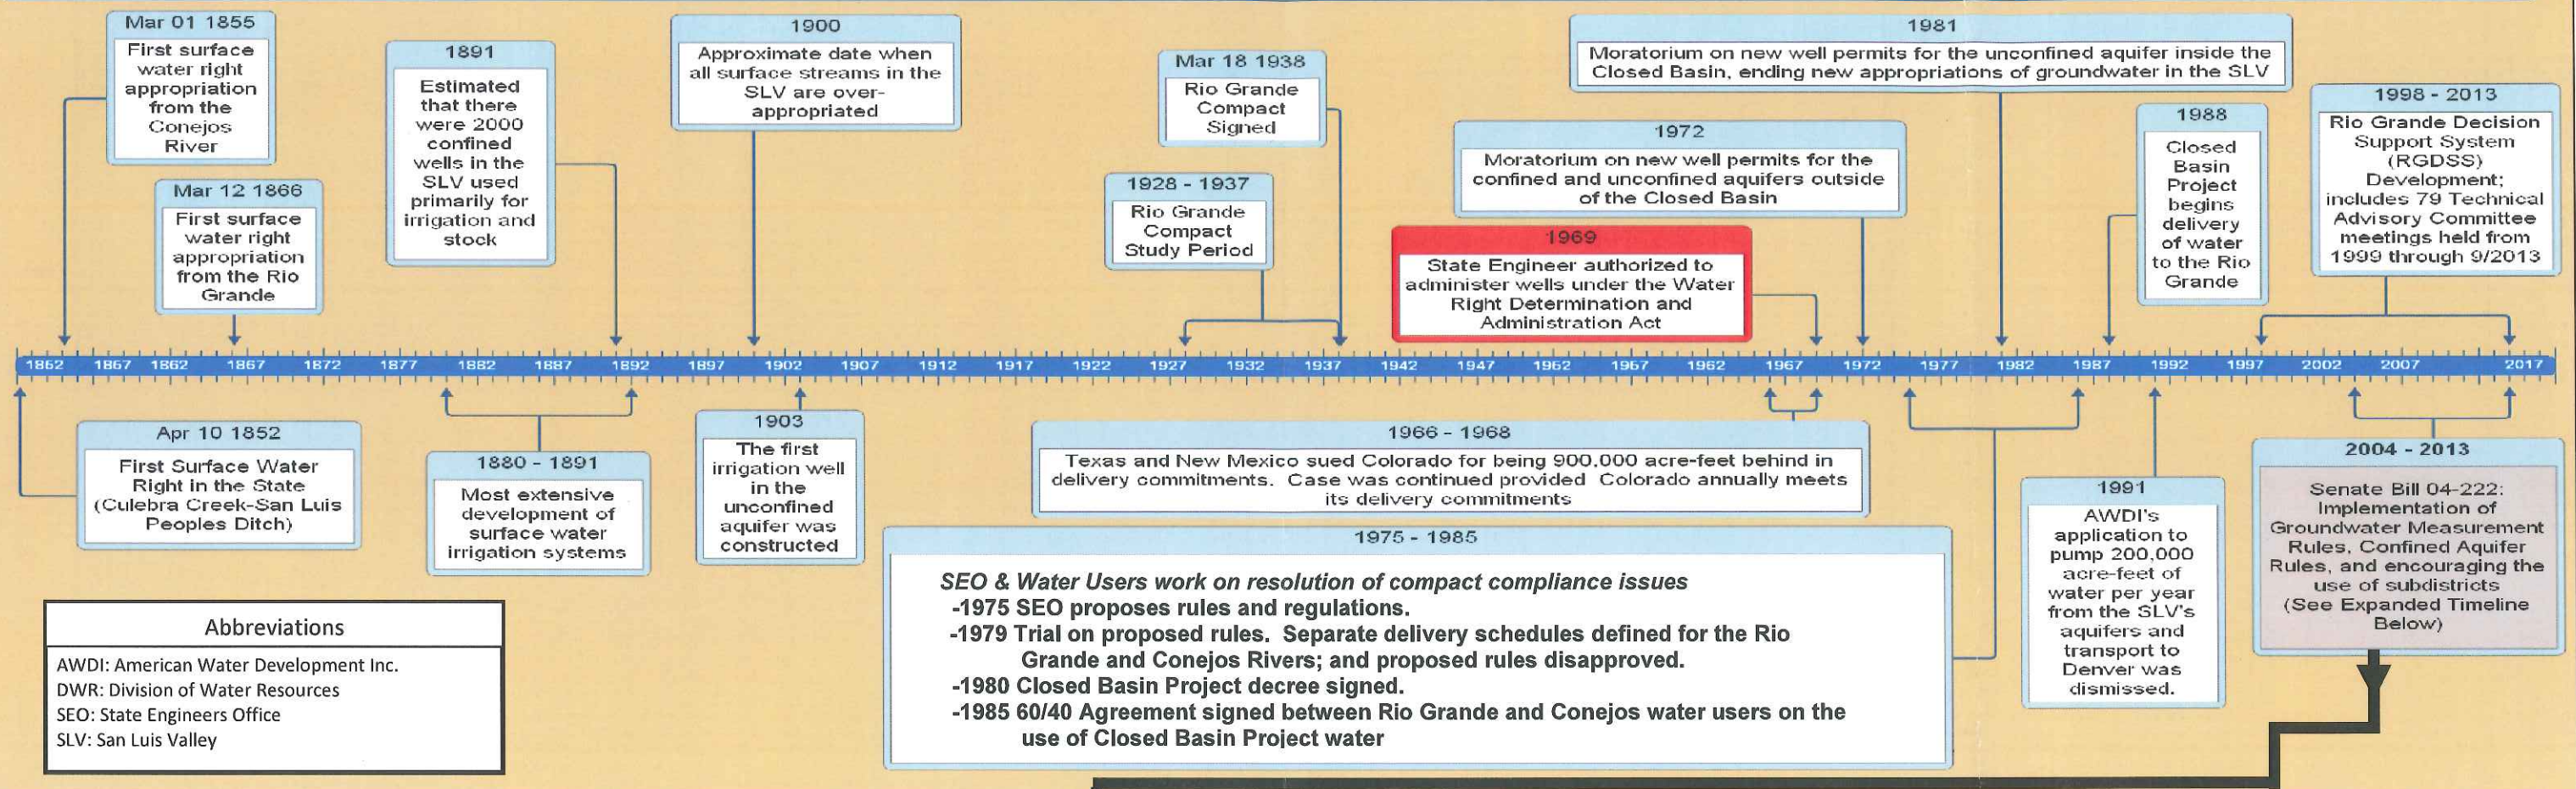 Mar 01 1855
First surface
water right
appropriation
from the
Conejos
River
Mar 12 1866
First surface
water right
appropriation
from the Rio
Grande
1891
Estimated
that there
were 2000
confined
wells in the
SLV used
primarily for
irrigation and
stock
1900
Approximate date when
all surface streams in the
SLV are over-
appropriated
1928 - 1937
Rio Grande
Compact
Study Period
Mar 18 1938
Rio Grande
Compact
Signed
1969
State Engineer authorized to
administer wells under the Water
Right Determination and
Administration Act
1972
Moratorium on new well permits for the
confined and unconfined aquifers outside
of the Closed Basin
1981
Moratorium on new well permits for the unconfined aquifer inside the
Closed Basin, ending new appropriations of groundwater in the SLV
1988
Closed
Basin
Project
begins
delivery
of water
to the Rio
Grande
1998 - 2013
Rio Grande Decision
Support System
(RGDSS)
Development;
includes 79 Technical
Advisory Committee
meetings held from
1999 through 9/2013
1852 1857 1862 1867 1872 1877 1882 1887 1892 1897 1902 1907 1912 1917 1922 1927 1932 1937 1942 1947 1952 1957 1962 1967 1972 1977 1982 1987 1992 1997 2002 2007 2017
Apr 10 1852
First Surface Water
Right in the State
(Culebra Creek-San Luis
Peoples Ditch)
1880 - 1891
Most extensive
development of
surface water
irrigation systems
1903
The first
irrigation well
in the
unconfined
aquifer was
constructed
1966 - 1968
Texas and New Mexico sued Colorado for being 900.000 acre-feet behind in
delivery commitments. Case was continued provided Colorado annually meets
its delivery commitments
1975 - 1985
SEO & Water Users work on resolution of compact compliance issues
-1975 SEO proposes rules and regulations.
-1979 Trial on proposed rules. Separate delivery schedules defined for the Rio
Grande and Conejos Rivers; and proposed rules disapproved.
-1980 Closed Basin Project decree signed.
-1985 60/40 Agreement signed between Rio Grande and Conejos water users on the
use of Closed Basin Project water
1991
AWDI's
application to
pump 200,000
acre-feet of
water per year
from the SLV's
aquifers and
transport to
Denver was
dismissed.
2004 - 2013
Senate Bill 04-222:
Implementation of
Groundwater Measurement
Rules, Confined Aquifer
Rules, and encouraging the
use of subdistricts
(See Expanded Timeline
Below)
Abbreviations
AWDI: American Water Development Inc.
DWR: Division of Water Resources
SEO: State Engineers Office
SLV: San Luis Valley